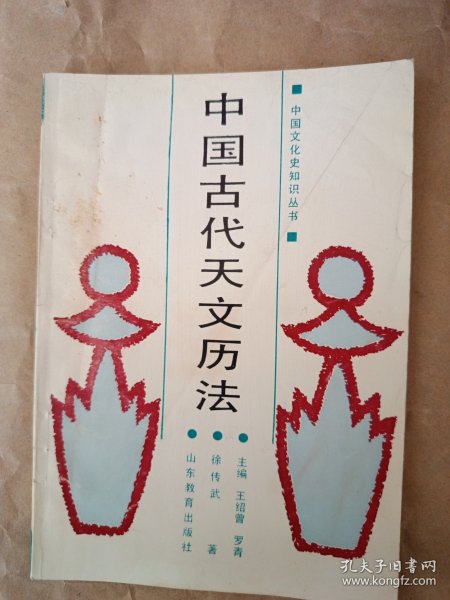 中国文化史知识丛书
中国古代天文历法
主编 王绍曾 罗青
徐传武 著
山东教育出版社
孔夫子旧书网
www.kongfz.com